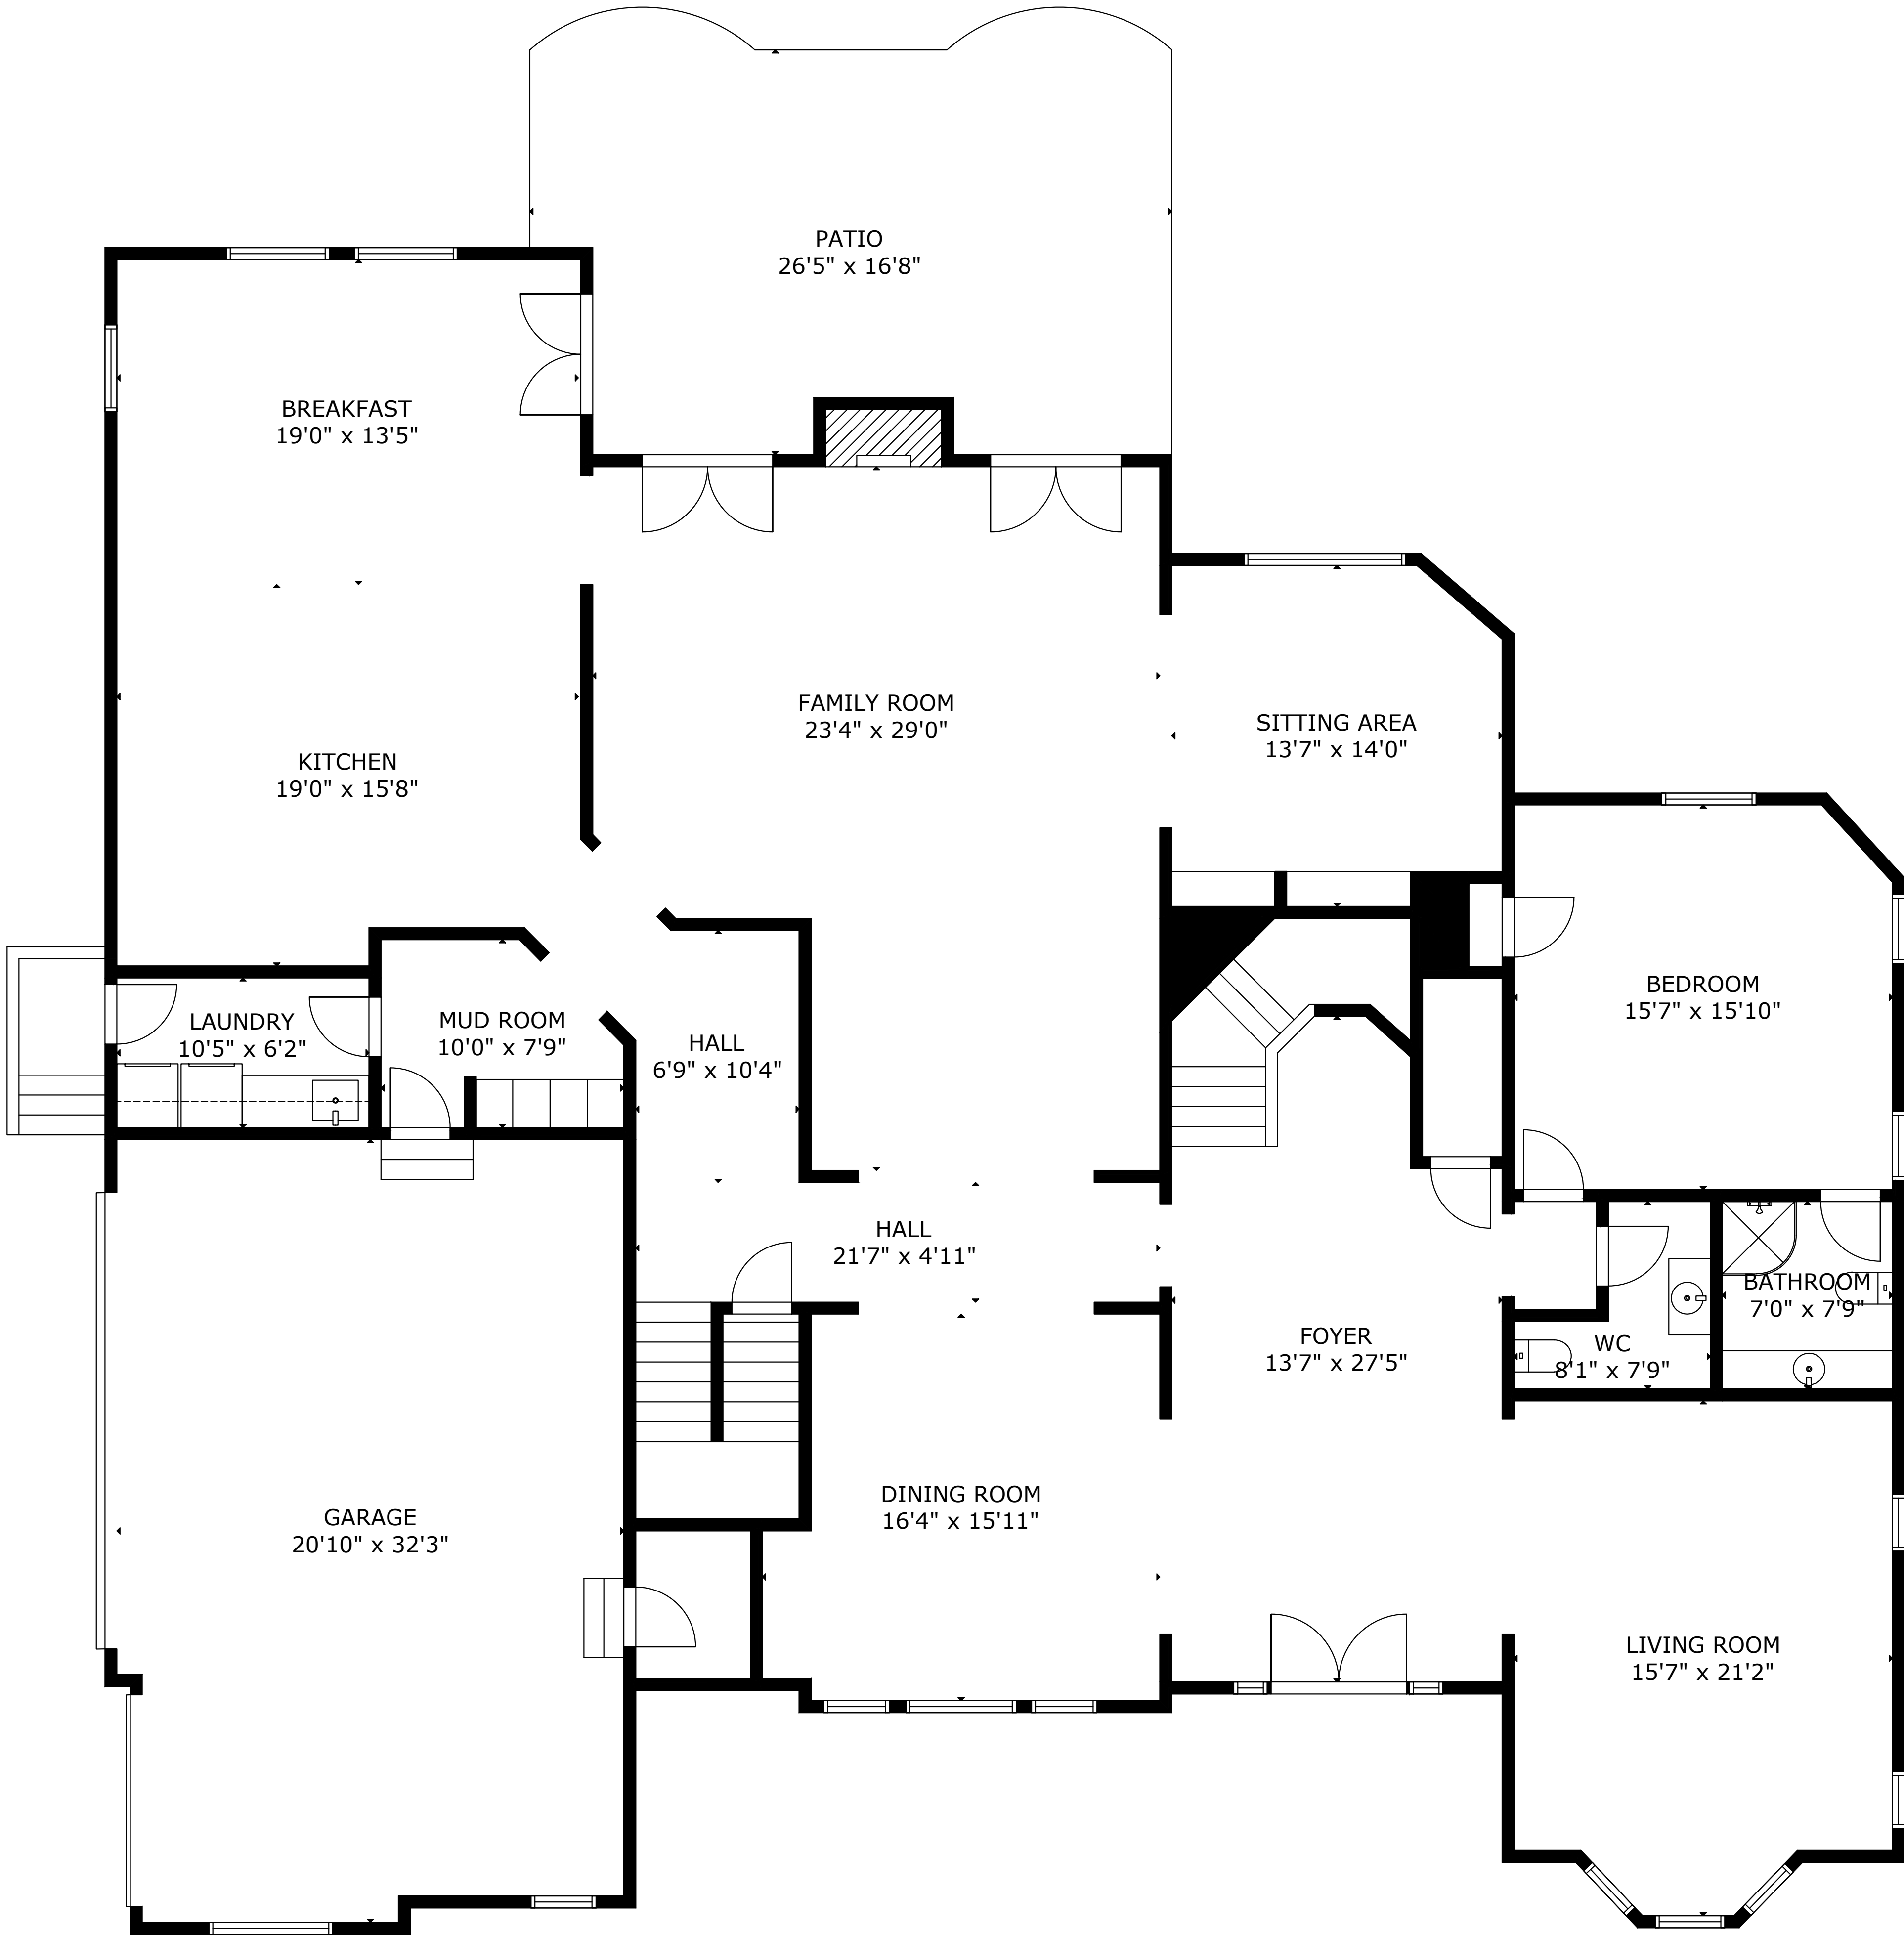 PATIO
26'5" x 16'8"
BREAKFAST
19'0" x 13'5"
FAMILY ROOM
23'4" x 29'0"
SITTING AREA
13'7" x 14'0"
KITCHEN
19'0" x 15'8"
BEDROOM
15'7" x 15'10"
LAUNDRY
10'5" x 6'2"
MUD ROOM
10'0" x 7'9"
HALL
6'9" x 10'4"
HALL
21'7" x 4'11"
BATHROOM
7'0" x 7'9"
FOYER
13'7" x 27'5"
WC
8'1" x 7'9"
DINING ROOM
16'4" x 15'11"
GARAGE
20'10" x 32'3"
LIVING ROOM
15'7" x 21'2"